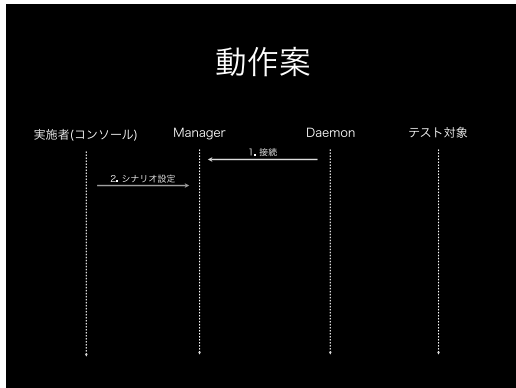 動作案
実施者(コンソール) Manager Daemon テスト対象
1. 接続
2. シナリオ設定